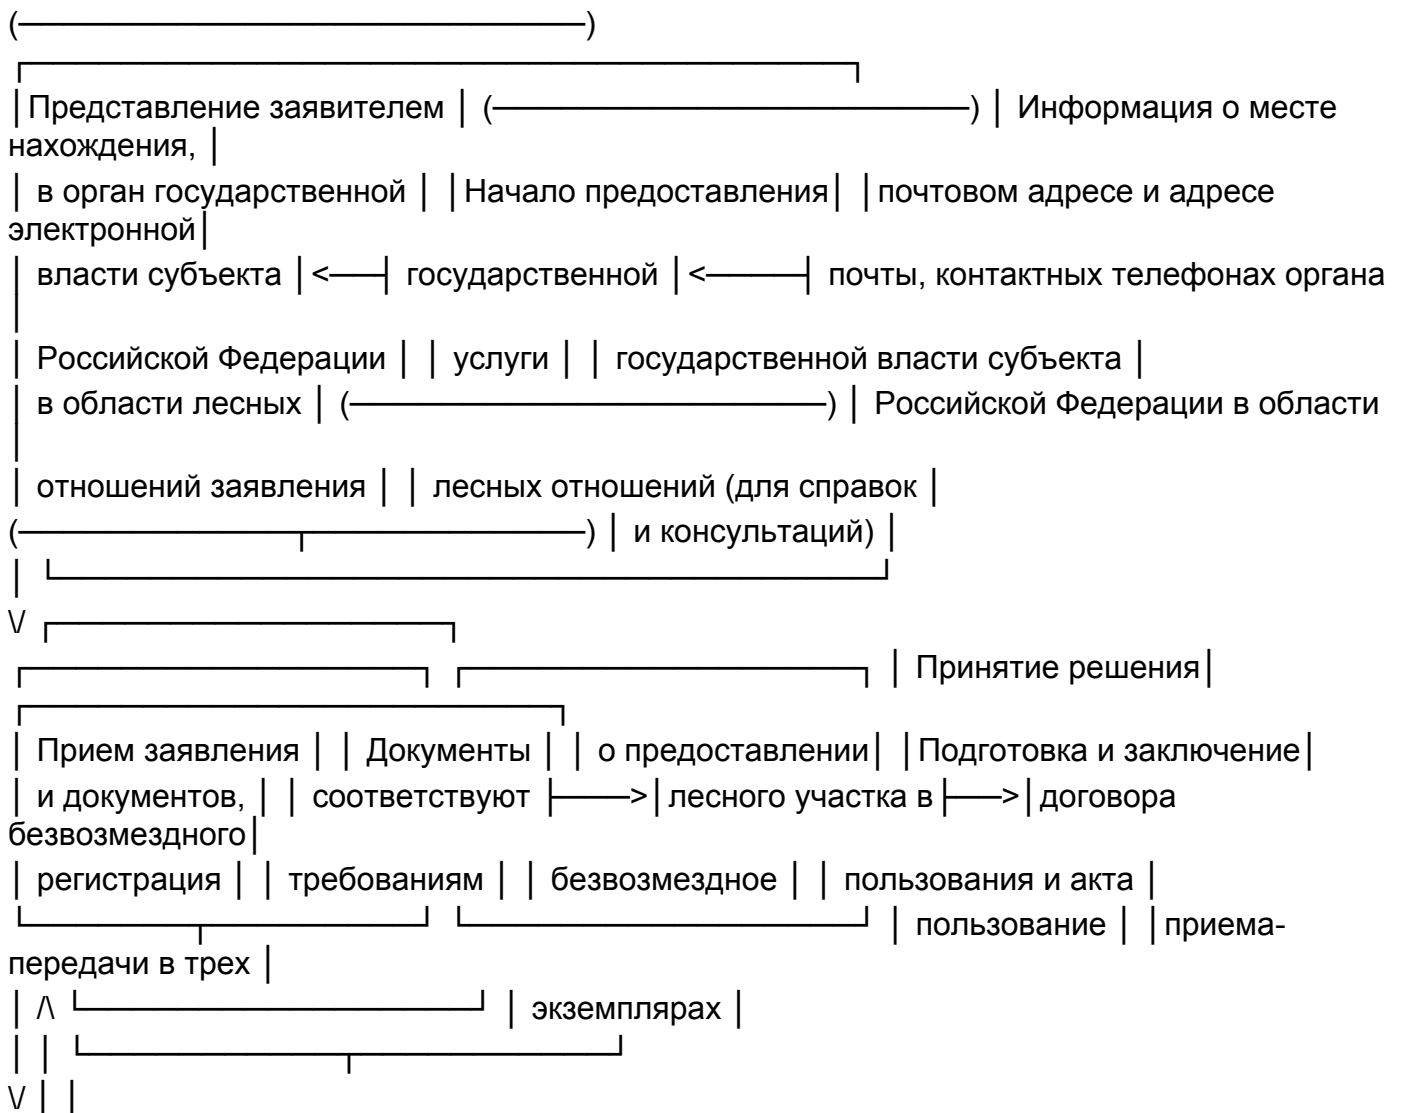 (───────────────────────────────)
┌─────────────────────────────────────────────┐
│Представление заявителем │ (──────────────────────────) │ Информация о месте
нахождения, │
│ в орган государственной │ │Начало предоставления│ │почтовом адресе и адресе
электронной│
│ власти субъекта │<───┤ государственной │<──────┤ почты, контактных телефонах органа
│
│ Российской Федерации │ │ услуги │ │ государственной власти субъекта │
│ в области лесных │ (──────────────────────────) │ Российской Федерации в области
│
│ отношений заявления │ │ лесных отношений (для справок │
(───────────────┬───────────────) │ и консультаций) │
│ └─────────────────────────────────────────────┘
\/ ┌─────────────────────┐
┌──────────────────────┐ ┌──────────────────────┐ │ Принятие решения│
┌─────────────────────────────┐
│ Прием заявления │ │ Документы │ │ о предоставлении│ │Подготовка и заключение│
│ и документов, │ │ соответствуют ├────>│лесного участка в├───>│договора
безвозмездного│
│ регистрация │ │ требованиям │ │ безвозмездное │ │ пользования и акта │
└─────────┬────────────┘ └──────────────────────┘ │ пользование │ │приема-
передачи в трех │
│ /\ └──────────────────────┘ │ экземплярах │
│ │ └──────────────┬──────────────┘
\/ │ │